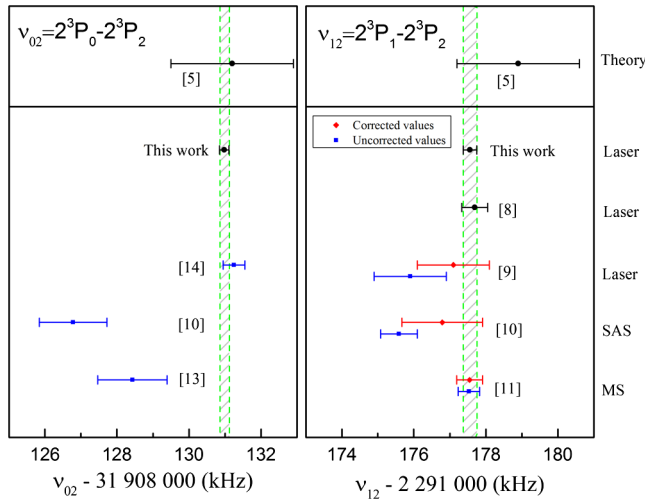 ν02=2³P0-2³P2
[5]
This work
[14]
[10]
[13]
126 128 130 132
ν02 - 31 908 000 (kHz)
ν12=2³P1-2³P2
[5]
Corrected values
Uncorrected values
This work
[8]
[9]
[10]
[11]
174 176 178 180
ν12 - 2 291 000 (kHz)
Theory
Laser
Laser
Laser
SAS
MS